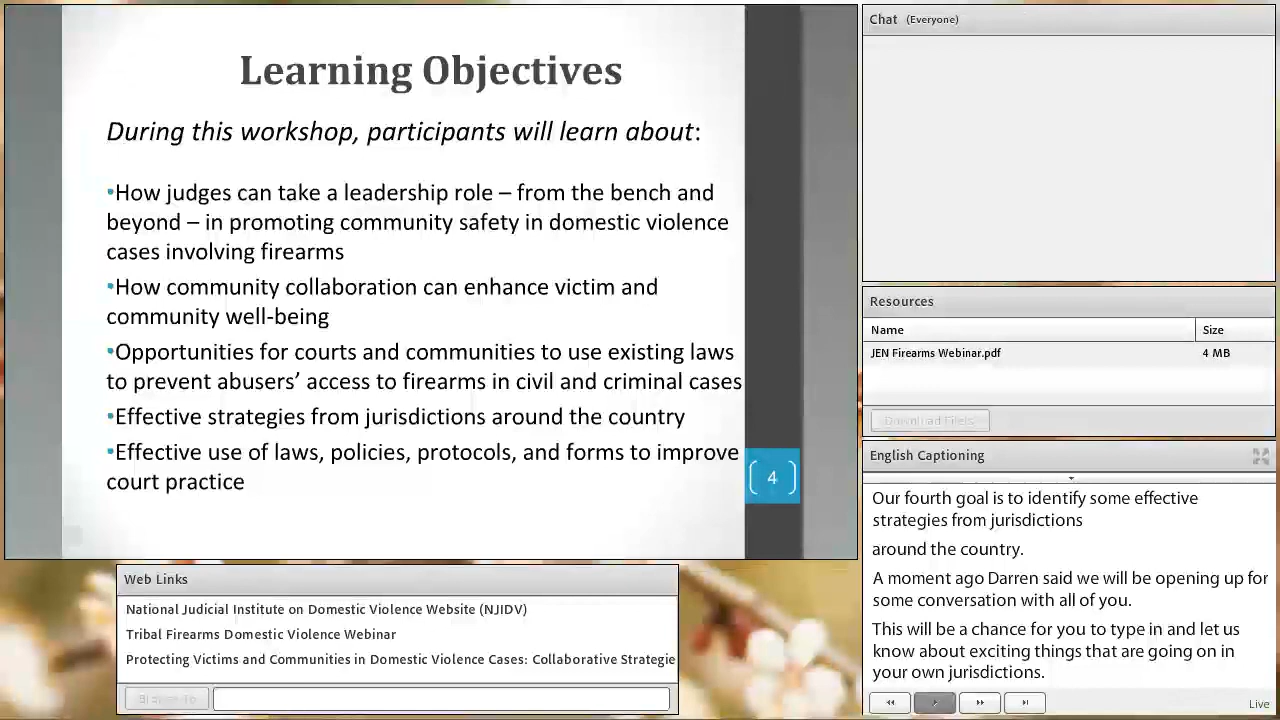 Learning Objectives
During this workshop, participants will learn about:
•How judges can take a leadership role – from the bench and
beyond – in promoting community safety in domestic violence
cases involving firearms
•How community collaboration can enhance victim and
community well-being
•Opportunities for courts and communities to use existing laws
to prevent abusers’ access to firearms in civil and criminal cases
•Effective strategies from jurisdictions around the country
•Effective use of laws, policies, protocols, and forms to improve
court practice
4
Chat (Everyone)
Resources
Name Size
JEN Firearms Webinar.pdf 4 MB
Download File(s)
English Captioning
Our fourth goal is to identify some effective
strategies from jurisdictions
around the country.
A moment ago Darren said we will be opening up for
some conversation with all of you.
This will be a chance for you to type in and let us
know about exciting things that are going on in
your own jurisdictions.
Live
Web Links
National Judicial Institute on Domestic Violence Website (NJIDV)
Tribal Firearms Domestic Violence Webinar
Protecting Victims and Communities in Domestic Violence Cases: Collaborative Strategie
Browse To